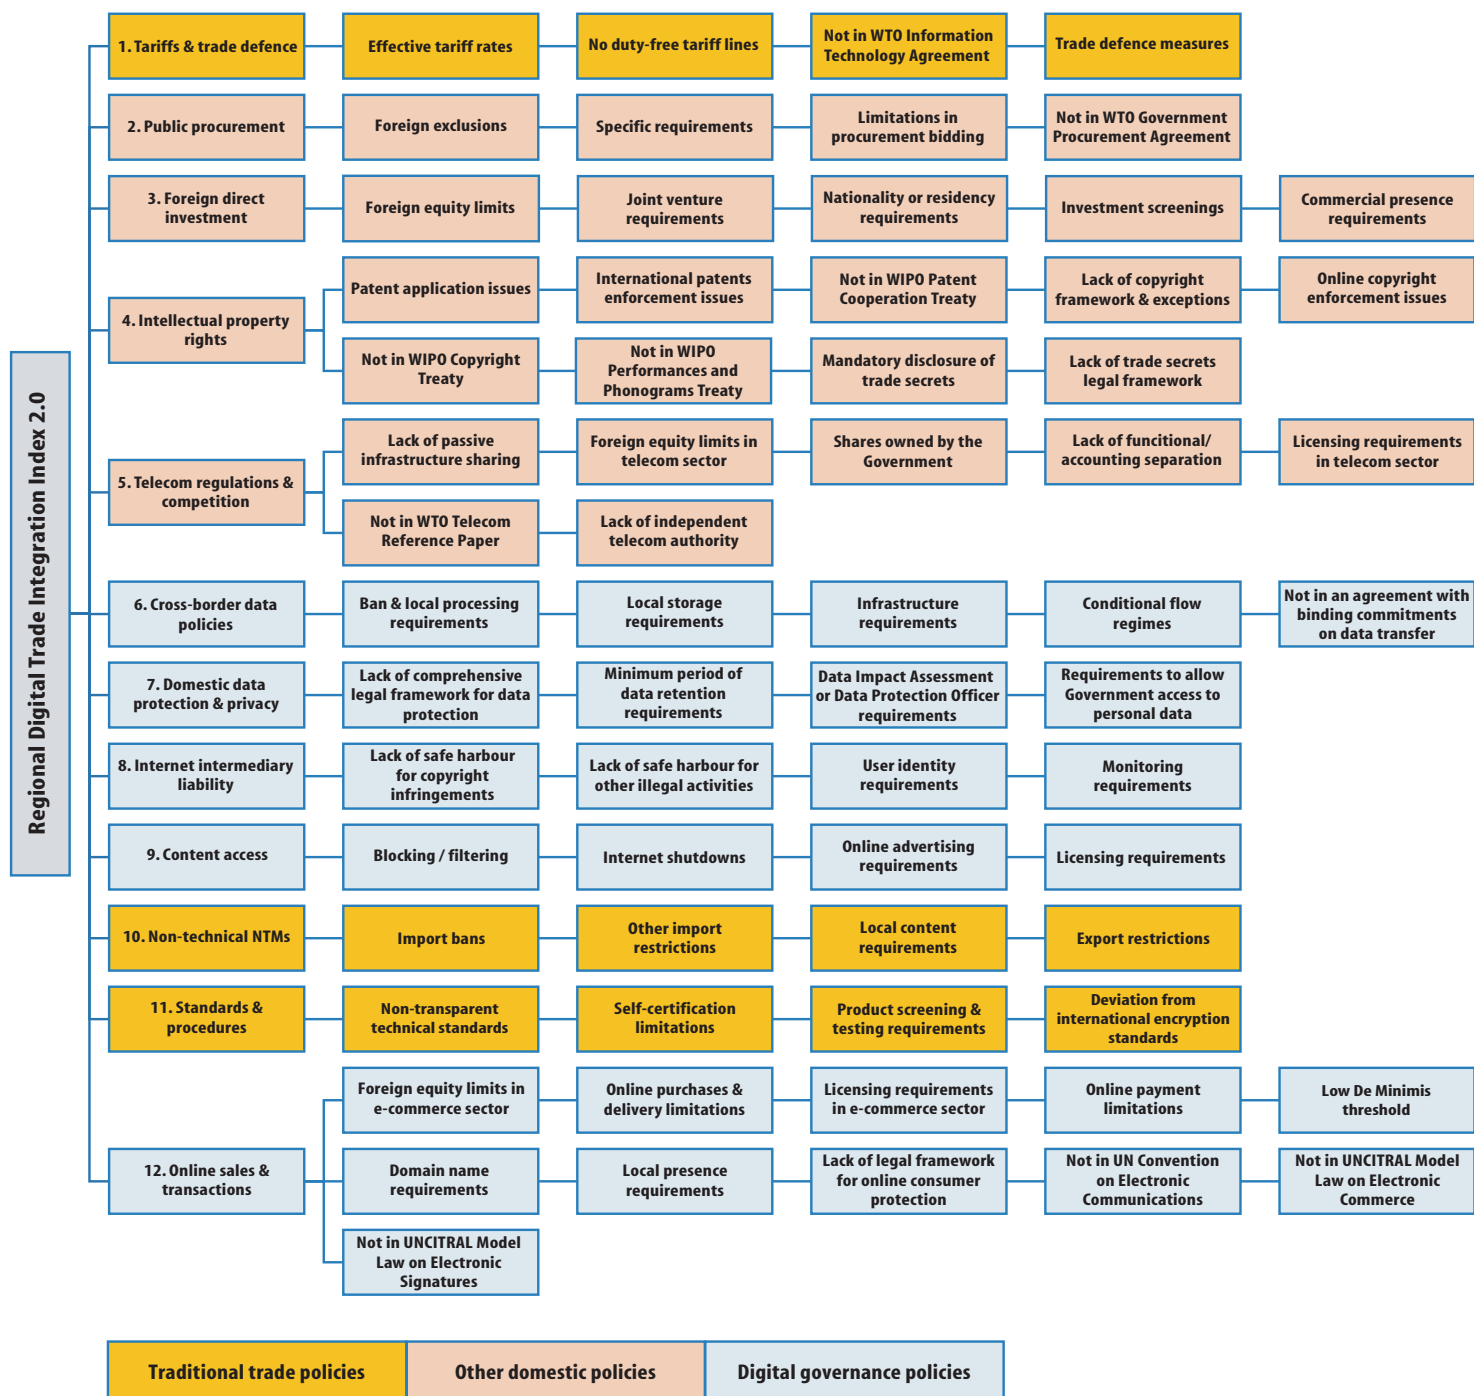 Regional Digital Trade Integration Index 2.0
1. Tariffs & trade defence
Effective tariff rates
No duty-free tariff lines
Not in WTO Information
Technology Agreement
Trade defence measures
2. Public procurement
Foreign exclusions
Specific requirements
Limitations in
procurement bidding
Not in WTO Government
Procurement Agreement
3. Foreign direct
investment
Foreign equity limits
Joint venture
requirements
Nationality or residency
requirements
Investment screenings
Commercial presence
requirements
4. Intellectual property
rights
Patent application issues
International patents
enforcement issues
Not in WIPO Patent
Cooperation Treaty
Lack of copyright
framework & exceptions
Online copyright
enforcement issues
Not in WIPO Copyright
Treaty
Not in WIPO
Performances and
Phonograms Treaty
Mandatory disclosure of
trade secrets
Lack of trade secrets
legal framework
5. Telecom regulations &
competition
Lack of passive
infrastructure sharing
Foreign equity limits in
telecom sector
Shares owned by the
Government
Lack of funcitional/
accounting separation
Licensing requirements
in telecom sector
Not in WTO Telecom
Reference Paper
Lack of independent
telecom authority
6. Cross-border data
policies
Ban & local processing
requirements
Local storage
requirements
Infrastructure
requirements
Conditional flow
regimes
Not in an agreement with
binding commitments
on data transfer
7. Domestic data
protection & privacy
Lack of comprehensive
legal framework for data
protection
Minimum period of
data retention
requirements
Data Impact Assessment
or Data Protection Officer
requirements
Requirements to allow
Government access to
personal data
8. Internet intermediary
liability
Lack of safe harbour
for copyright
infringements
Lack of safe harbour for
other illegal activities
User identity
requirements
Monitoring
requirements
9. Content access
Blocking / filtering
Internet shutdowns
Online advertising
requirements
Licensing requirements
10. Non-technical NTMs
Import bans
Other import
restrictions
Local content
requirements
Export restrictions
11. Standards &
procedures
Non-transparent
technical standards
Self-certification
limitations
Product screening &
testing requirements
Deviation from
international encryption
standards
12. Online sales &
transactions
Foreign equity limits in
e-commerce sector
Online purchases &
delivery limitations
Licensing requirements
in e-commerce sector
Online payment
limitations
Low De Minimis
threshold
Domain name
requirements
Local presence
requirements
Lack of legal framework
for online consumer
protection
Not in UN Convention
on Electronic
Communications
Not in UNCITRAL Model
Law on Electronic
Commerce
Not in UNCITRAL Model
Law on Electronic
Signatures
Traditional trade policies
Other domestic policies
Digital governance policies